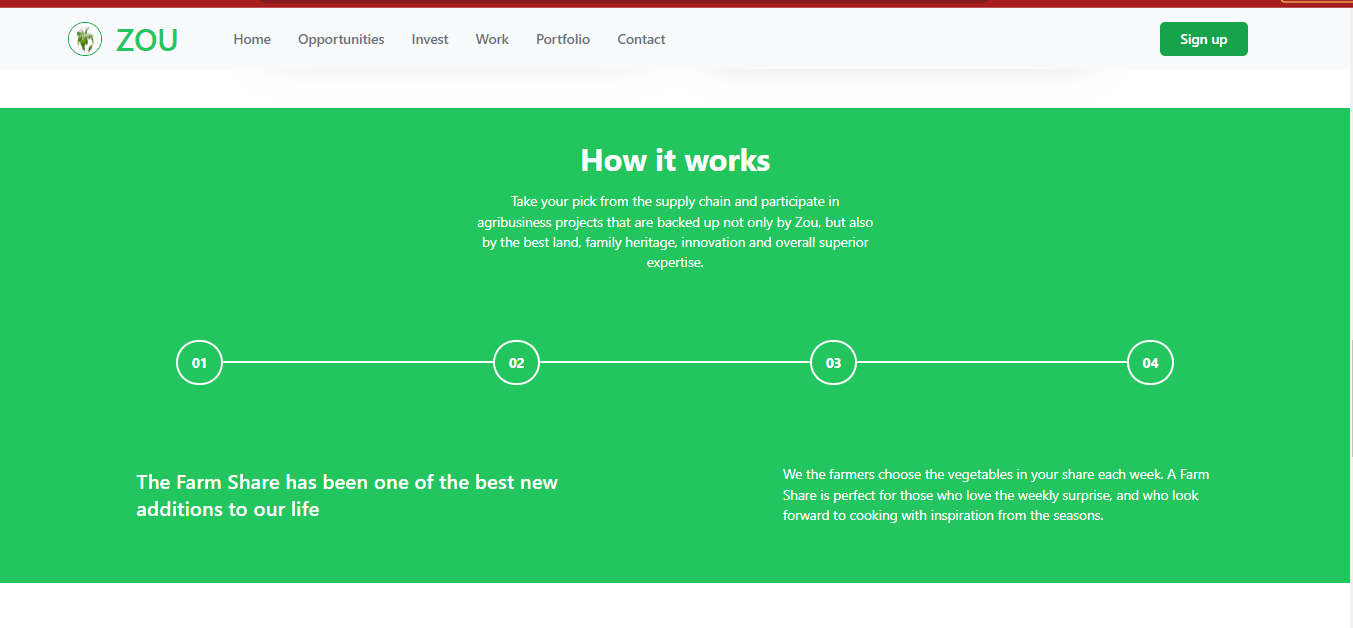 ZOU
Home
Opportunities
Invest
Work
Portfolio
Contact
Sign up
How it works
Take your pick from the supply chain and participate in
agribusiness projects that are backed up not only by Zou, but also
by the best land, family heritage, innovation and overall superior
expertise.
01
02
03
04
The Farm Share has been one of the best new
additions to our life
We the farmers choose the vegetables in your share each week. A Farm
Share is perfect for those who love the weekly surprise, and who look
forward to cooking with inspiration from the seasons.